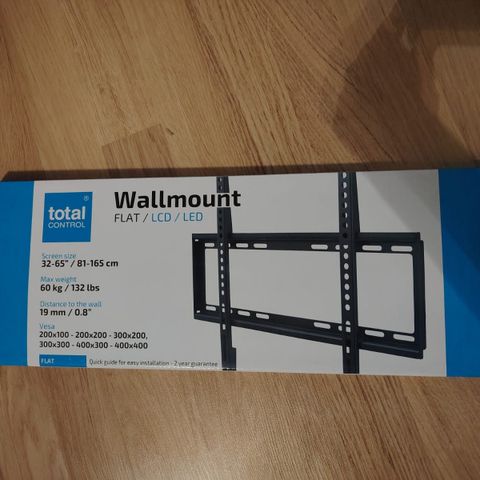 total
CONTROL
®
Wallmount
FLAT / LCD / LED
Screen size
32-65" / 81-165 cm
Max weight
60 kg / 132 lbs
Distance to the wall
19 mm / 0.8"
Vesa
200x100 - 200x200 - 300x200,
300x300 - 400x300 - 400x400
FLAT
Quick guide for easy installation - 2 year guarantee